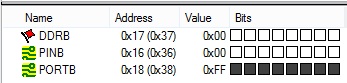 Name Address Value Bits
DDRB 0x17 (0x37) 0x00
PINB 0x16 (0x36) 0x00
PORTB 0x18 (0x38) 0xFF